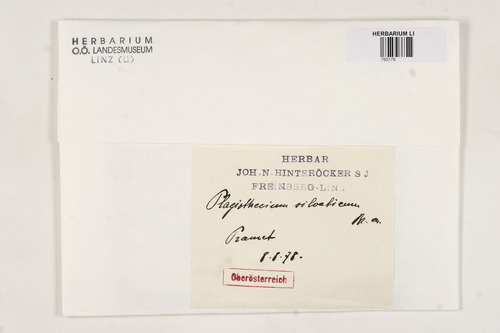 HERBARIUM
O.Ö. LANDESMUSEUM
LINZ (LI)
HERBARIUM LI
HERBAR
JOH. N. HINTERÖCKER S J
FREINBERG-LINZ
Plagiothecium silvaticum
Pramet
8.8.78.
Oberösterreich